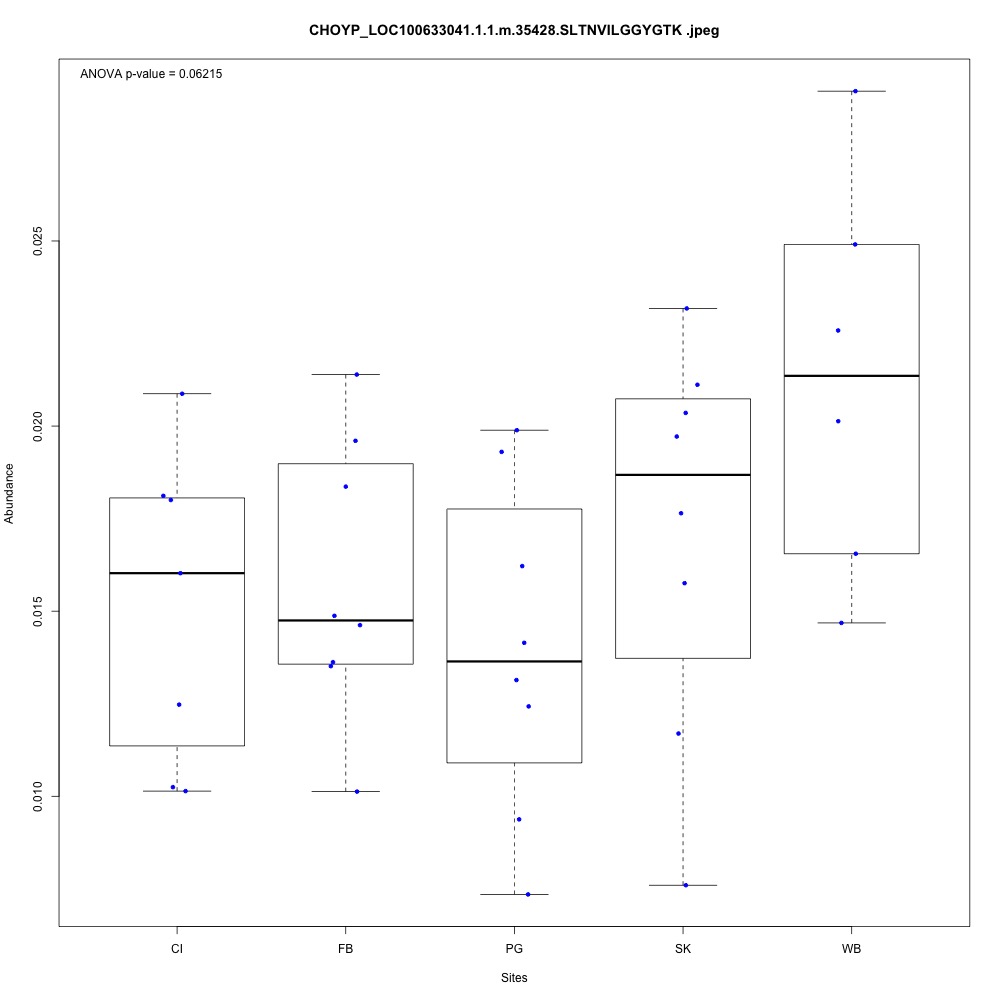 CHOYP_LOC100633041.1.1.m.35428.SLTNVILGGYGTK .jpeg
ANOVA p-value = 0.06215
Abundance
0.025
0.020
0.015
0.010
CI FB PG SK WB
Sites